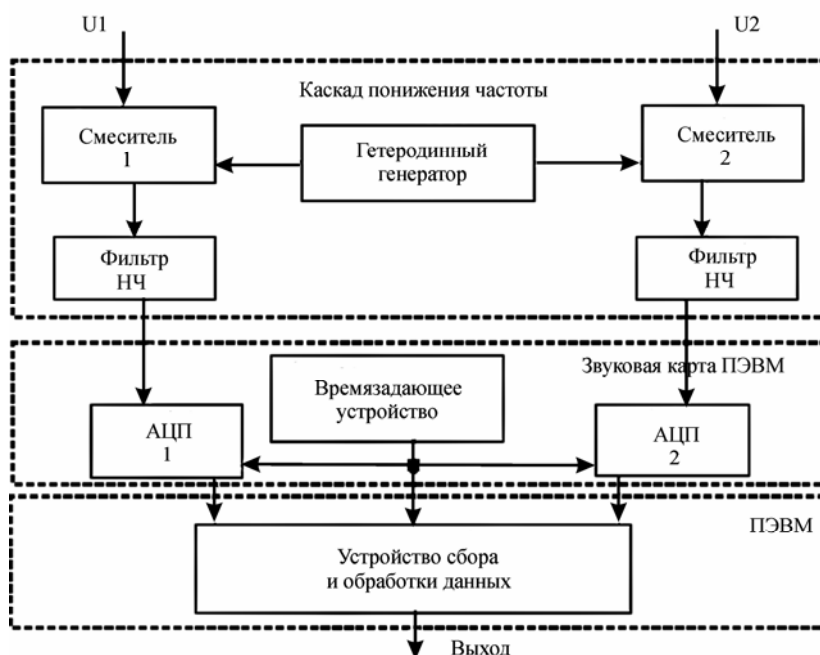 U1
U2
Каскад понижения частоты
Смеситель
1
Гетеродинный
генератор
Смеситель
2
Фильтр
НЧ
Фильтр
НЧ
Звуковая карта ПЭВМ
Времязадающее
устройство
АЦП
1
АЦП
2
ПЭВМ
Устройство сбора
и обработки данных
Выход